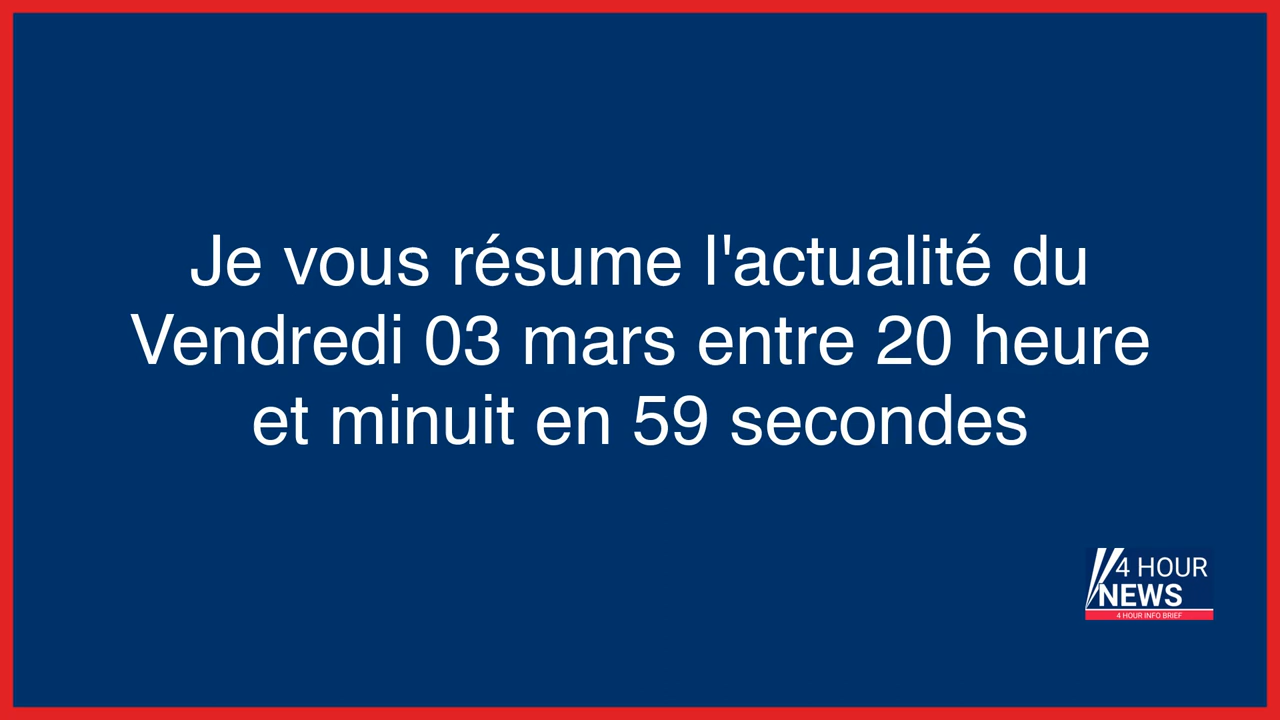 Je vous résume l'actualité du
Vendredi 03 mars entre 20 heure
et minuit en 59 secondes
4 HOUR
NEWS
4 HOUR INFO BRIEF